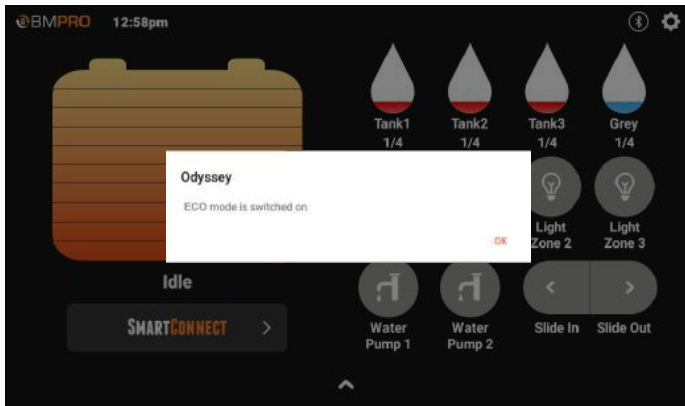 BMPRO 12:58pm
Tank1 Tank2 Tank3 Grey
1/4 1/4 1/4 1/4
Odyssey
ECO mode is switched on
OK
Light Light
Zone 2 Zone 3
Idle
SMARTCONNECT
Water Water Slide In Slide Out
Pump 1 Pump 2